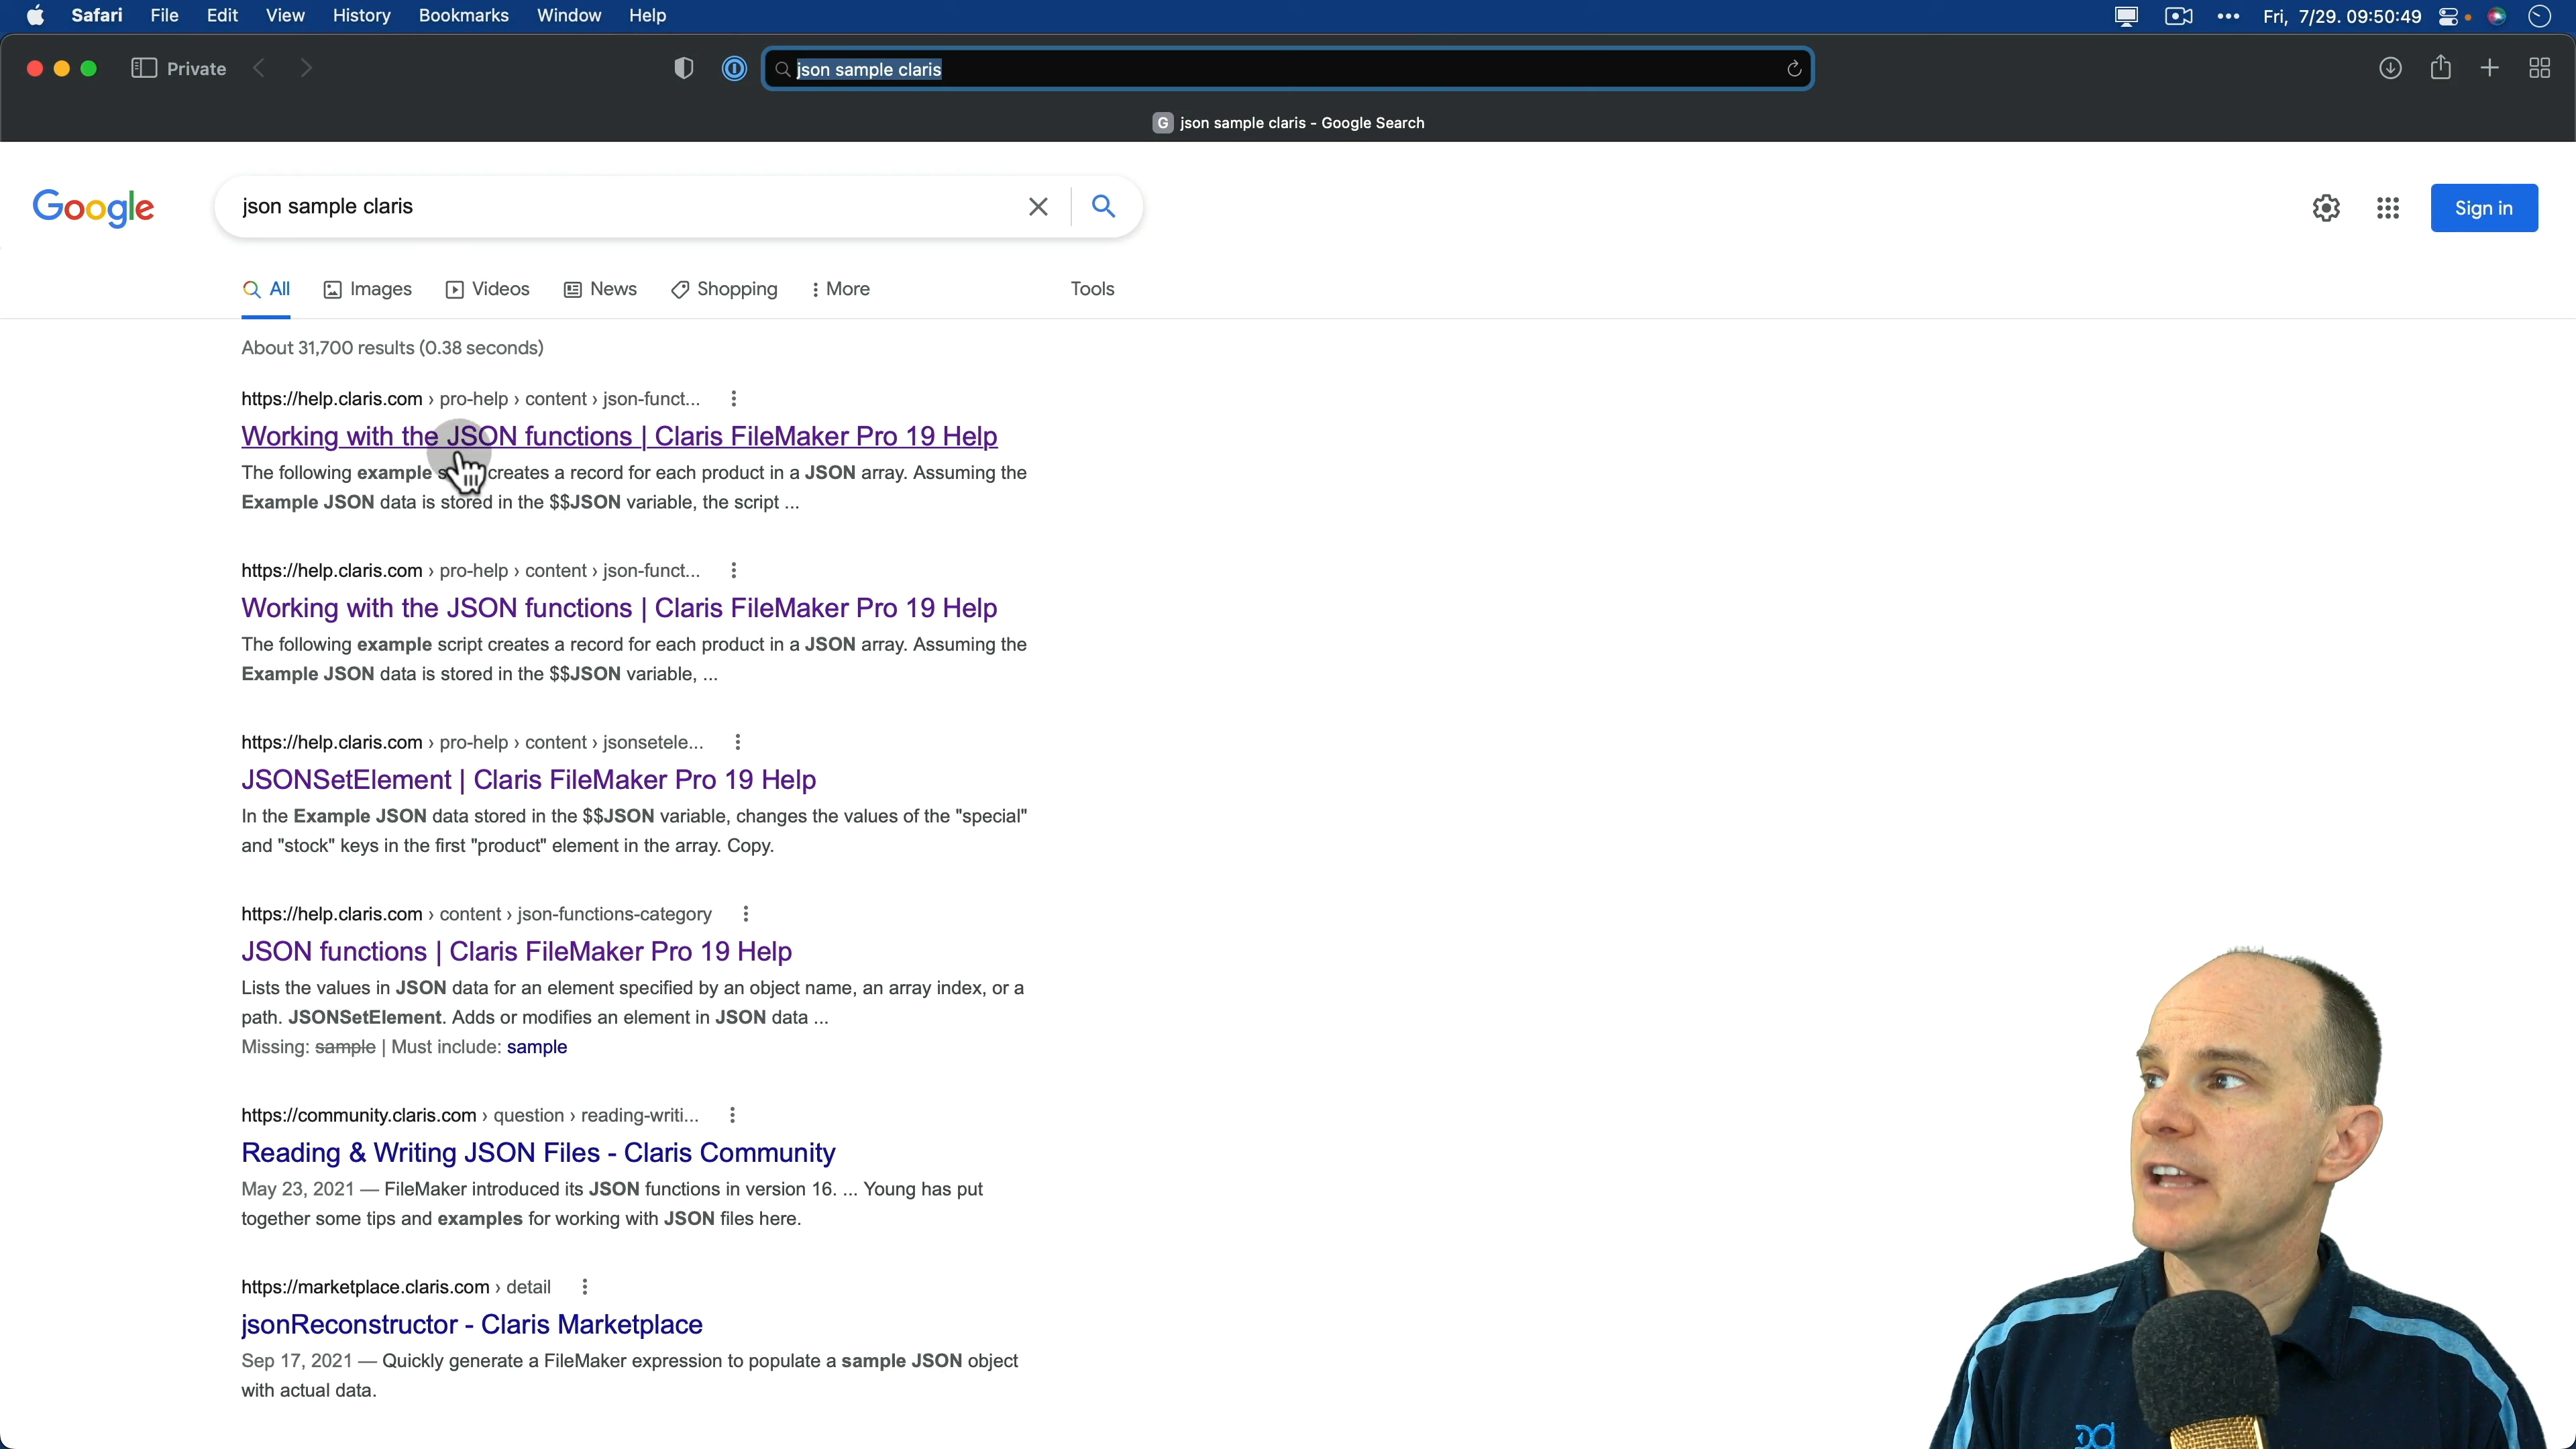 Safari File Edit View History Bookmarks Window Help
Fri, 7/29. 09:50:49
Private
json sample claris
G json sample claris - Google Search
Google
json sample claris
Sign in
All Images Videos News Shopping More Tools
About 31,700 results (0.38 seconds)
https://help.claris.com › pro-help › content › json-funct...
Working with the JSON functions | Claris FileMaker Pro 19 Help
The following example creates a record for each product in a JSON array. Assuming the
Example JSON data is stored in the $$JSON variable, the script ...
https://help.claris.com › pro-help › content › json-funct...
Working with the JSON functions | Claris FileMaker Pro 19 Help
The following example script creates a record for each product in a JSON array. Assuming the
Example JSON data is stored in the $$JSON variable, ...
https://help.claris.com › pro-help › content › jsonsetele...
JSONSetElement | Claris FileMaker Pro 19 Help
In the Example JSON data stored in the $$JSON variable, changes the values of the "special"
and "stock" keys in the first "product" element in the array. Copy.
https://help.claris.com › content › json-functions-category
JSON functions | Claris FileMaker Pro 19 Help
Lists the values in JSON data for an element specified by an object name, an array index, or a
path. JSONSetElement. Adds or modifies an element in JSON data ...
Missing: sample | Must include: sample
https://community.claris.com › question › reading-writi...
Reading & Writing JSON Files - Claris Community
May 23, 2021 — FileMaker introduced its JSON functions in version 16. ... Young has put
together some tips and examples for working with JSON files here.
https://marketplace.claris.com › detail
jsonReconstructor - Claris Marketplace
Sep 17, 2021 — Quickly generate a FileMaker expression to populate a sample JSON object
with actual data.